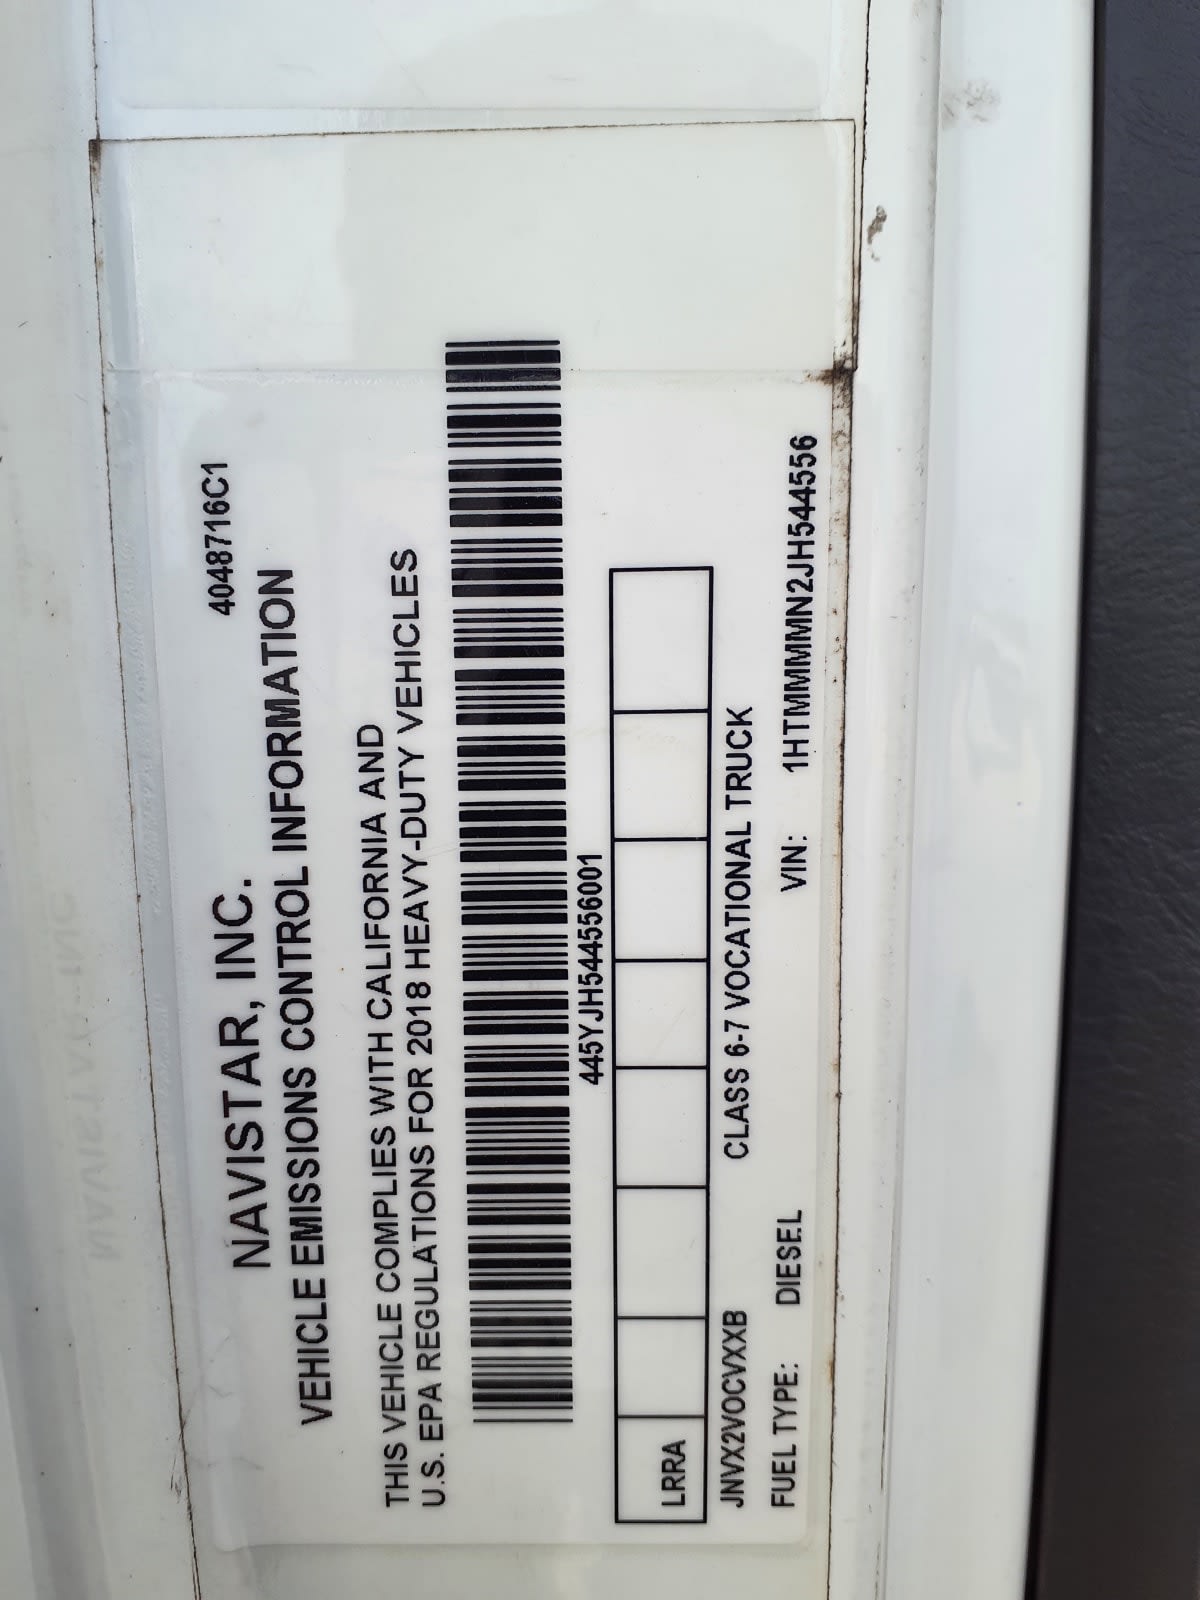 4048716C1
NAVISTAR, INC.
VEHICLE EMISSIONS CONTROL INFORMATION
THIS VEHICLE COMPLIES WITH CALIFORNIA AND
U.S. EPA REGULATIONS FOR 2018 HEAVY-DUTY VEHICLES
445YJH544556001
LRRA
JNVX2VOCVXXB CLASS 6-7 VOCATIONAL TRUCK
FUEL TYPE: DIESEL VIN: 1HTMMMMN2JH544556